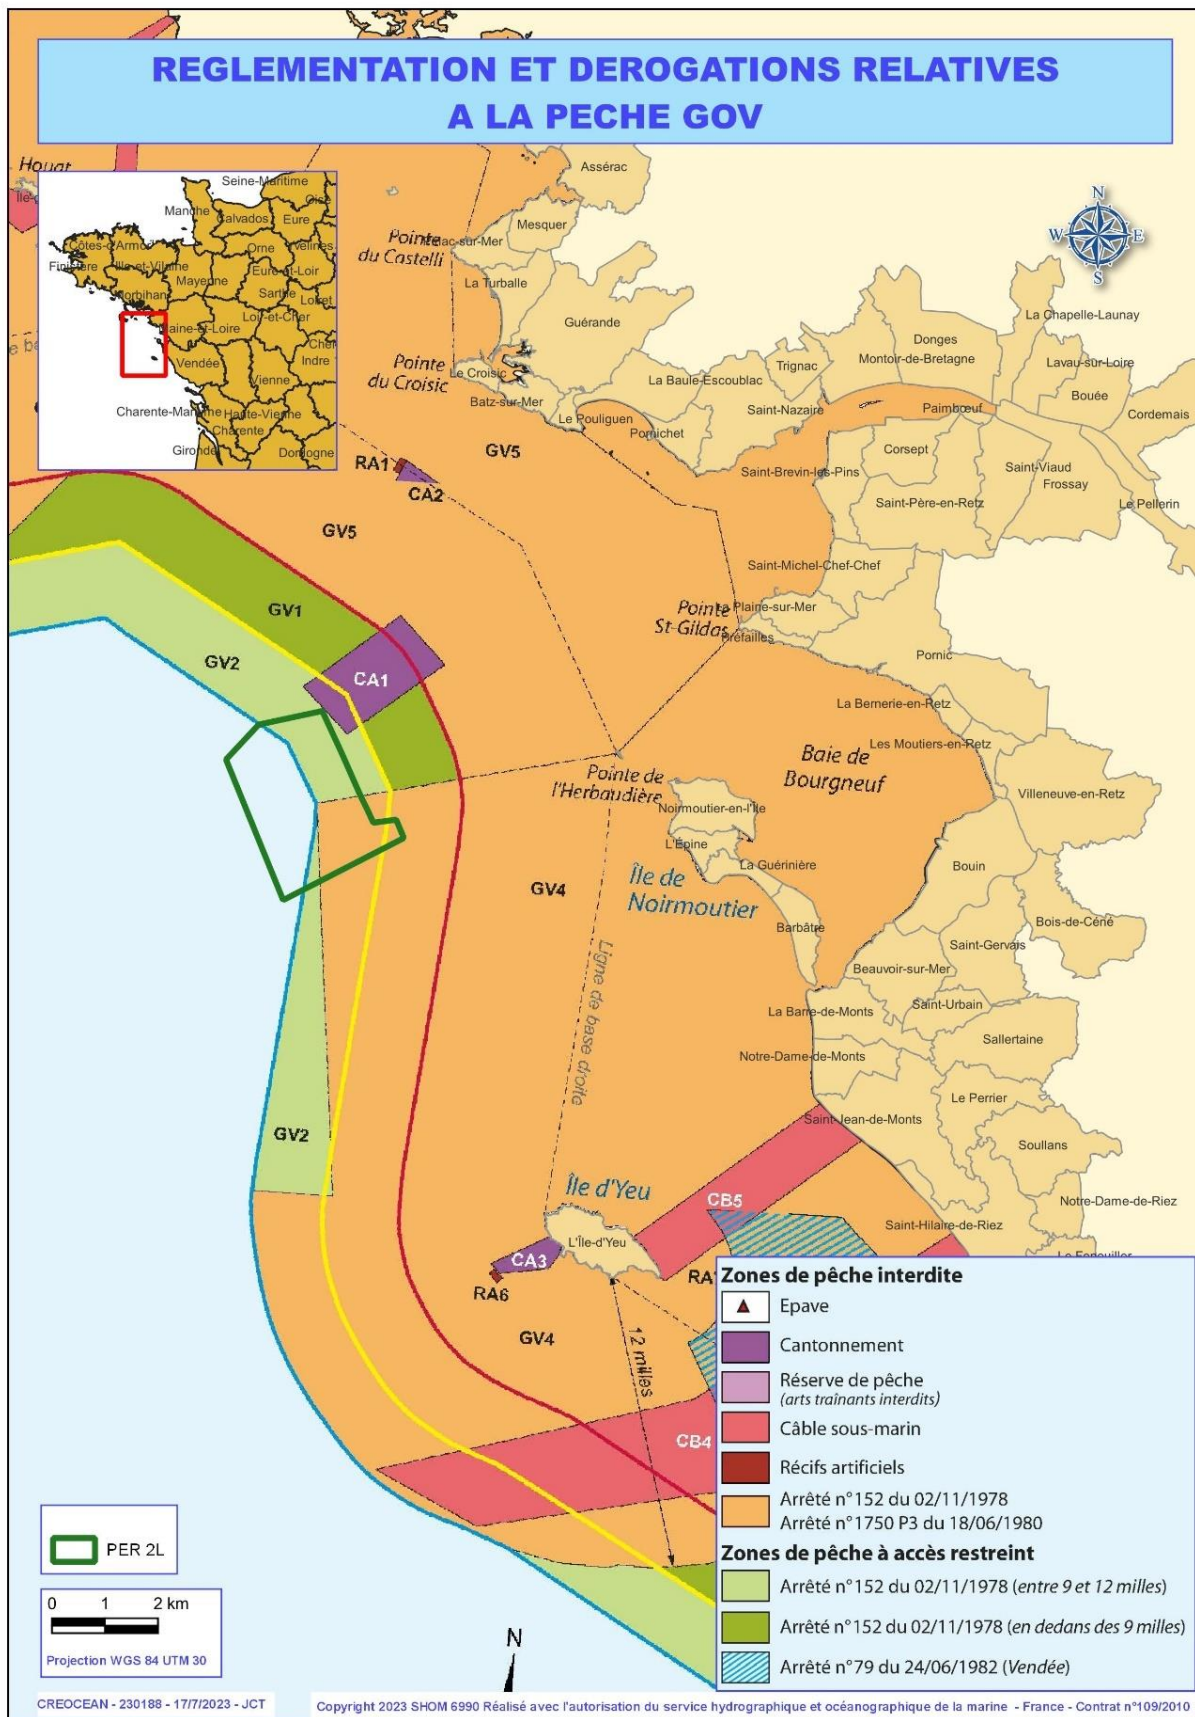 REGLEMENTATION ET DEROGATIONS RELATIVES
A LA PECHE GOV
Houat
Seine-Maritime
Oise
Manche
Calvados
Eure
Côtes-d'Armor
Orne
Yvelines
Finistère
Ille-et-Vilaine
Eure-et-Loir
Mayenne
Morbihan
Sarthe
Loiret
Loir-et-Cher
Maine-et-Loire
Cher
Vendée
Indre
Vienne
Charente-Maritime
Haute-Vienne
Charente
Gironde
Dordogne
N
W
E
S
Assérac
Mesquer
Pointe
du Castelli
La Turballe
Guérande
La Chapelle-Launay
Donges
Montoir-de-Bretagne
Lavau-sur-Loire
Bouée
Cordemais
Trignac
Pointe
du Croisic
Le Croisic
La Baule-Escoublac
Batz-sur-Mer
Saint-Nazaire
Paimbœuf
Le Pouliguen
Pornichet
GV5
Corsept
Saint-Brevin-les-Pins
Saint-Viaud
Frossay
RA1
CA2
Saint-Père-en-Retz
Le Pellerin
GV5
Saint-Michel-Chef-Chef
GV1
Pointe
St-Gildas
La Plaine-sur-Mer
Préfailles
Pornic
GV2
CA1
La Bernerie-en-Retz
Les Moutiers-en-Retz
Baie de
Bourgneuf
Pointe de
l'Herbaudière
Villeneuve-en-Retz
Noirmoutier-en-l'Île
L'Épine
La Guérinière
Bouin
Île de
Noirmoutier
GV4
Barbâtre
Bois-de-Céné
Saint-Gervais
Beauvoir-sur-Mer
Saint-Urbain
La Barre-de-Monts
Sallertaine
Ligne de base droite
Notre-Dame-de-Monts
Le Perrier
Saint-Jean-de-Monts
Soullans
GV2
Île d'Yeu
CB5
Notre-Dame-de-Riez
Saint-Hilaire-de-Riez
L'Île-d'Yeu
Le Fenouiller
CA3
RA6
GV4
12 milles
CB4
Zones de pêche interdite
Epave
Cantonnement
Réserve de pêche
(arts traînants interdits)
Câble sous-marin
Récifs artificiels
Arrêté n°152 du 02/11/1978
Arrêté n°1750 P3 du 18/06/1980
Zones de pêche à accès restreint
Arrêté n°152 du 02/11/1978 (entre 9 et 12 milles)
Arrêté n°152 du 02/11/1978 (en dedans des 9 milles)
Arrêté n°79 du 24/06/1982 (Vendée)
PER 2L
0 1 2 km
Projection WGS 84 UTM 30
N
CREOCEAN - 230188 - 17/7/2023 - JCT
Copyright 2023 SHOM 6990 Réalisé avec l'autorisation du service hydrographique et océanographique de la marine - France - Contrat n°109/2010